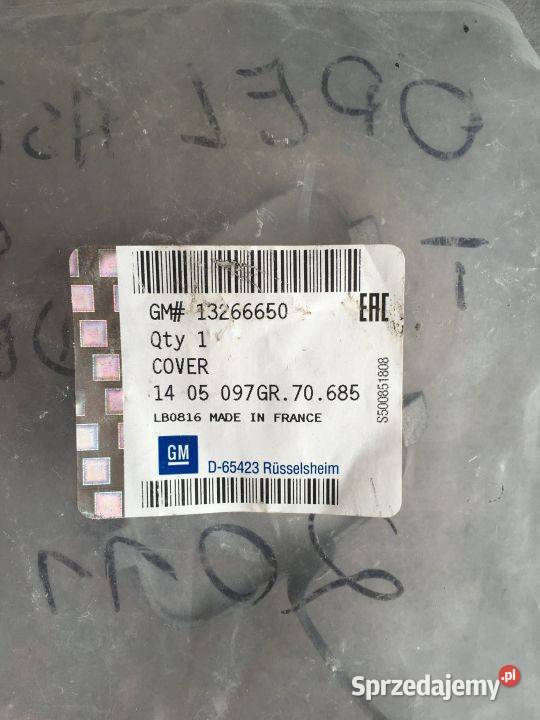 OPEL
GM# 13266650
EAC
Qty 1
COVER
14 05 097GR.70.685
LB0816 MADE IN FRANCE
S500851808
GM
D-65423 Rüsselsheim
2011
Sprzedajemy.pl